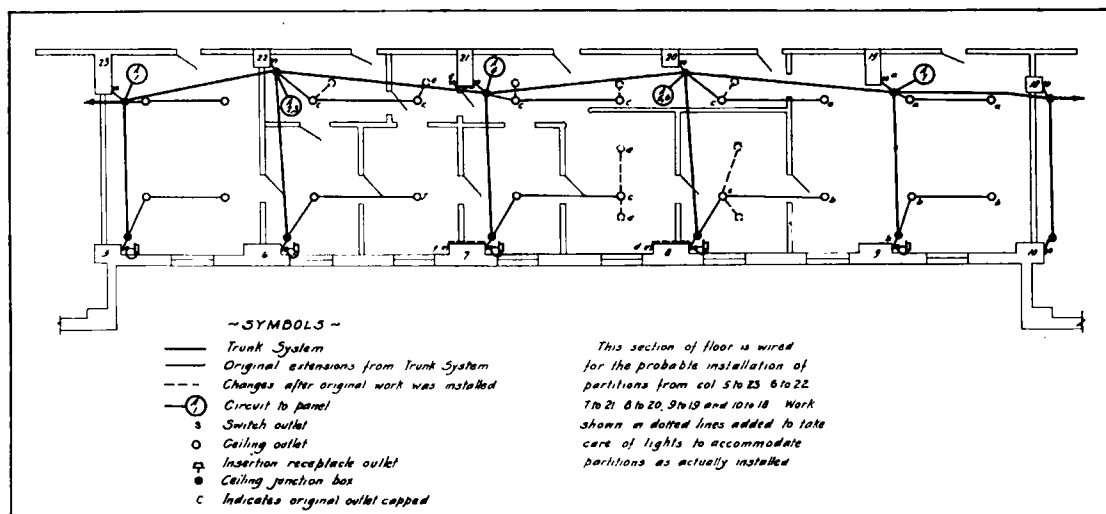 23
22
21
20
19
18
5
6
7
8
9
10
~SYMBOLS~
Trunk System
Original extensions from Trunk System
Changes after original work was installed
Circuit to panel
S Switch outlet
Ceiling outlet
Insertion receptacle outlet
Ceiling junction box
C Indicates original outlet capped
This section of floor is wired
for the probable installation of
partitions from col 5 to 23 6 to 22
7 to 21 8 to 20, 9 to 19 and 10 to 18 Work
shown in dotted lines added to take
care of lights to accommodate
partitions as actually installed